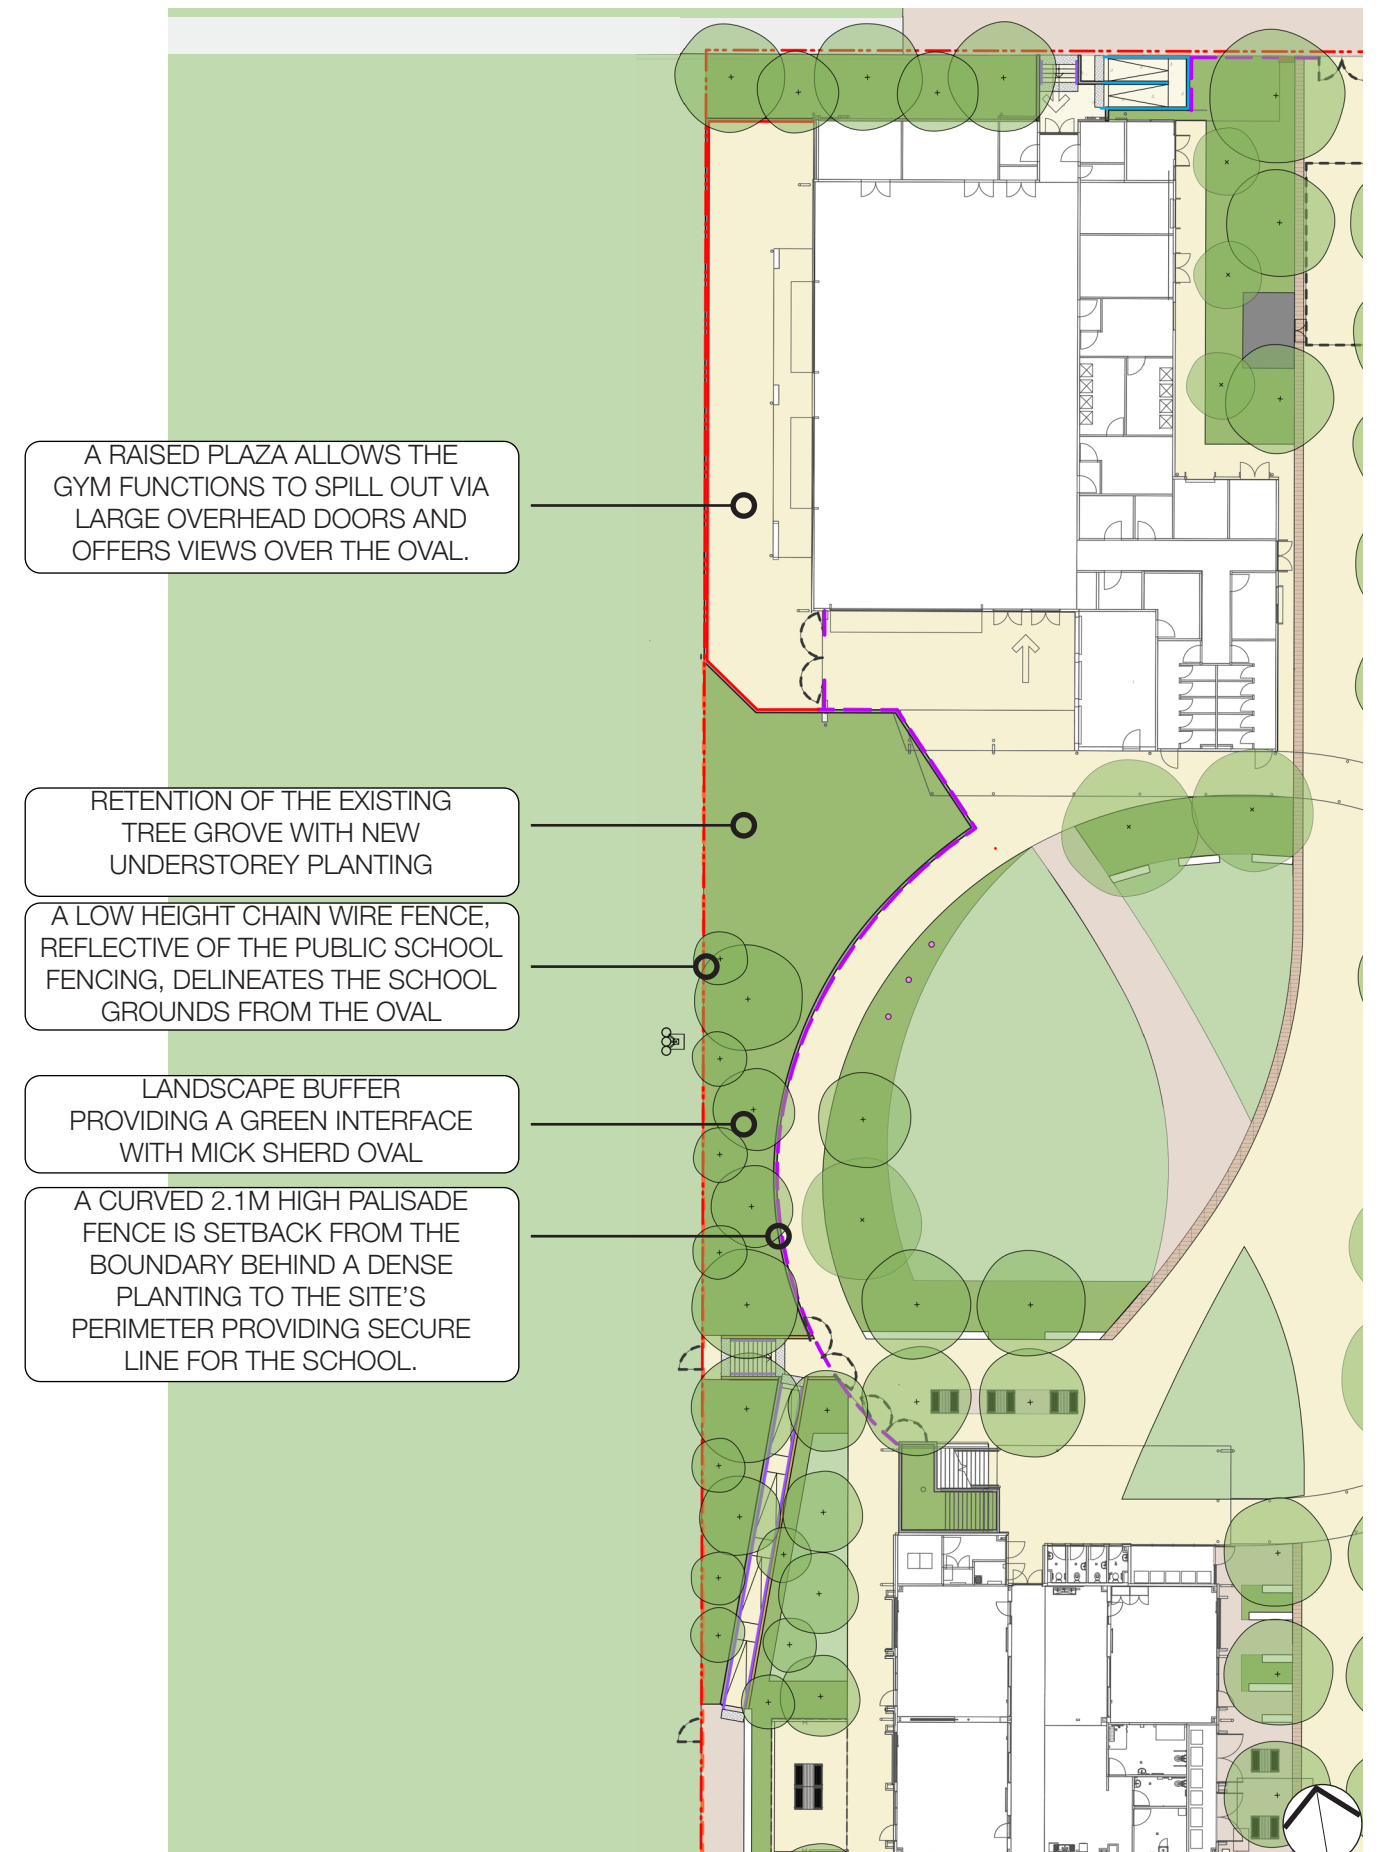 A RAISED PLAZA ALLOWS THE
GYM FUNCTIONS TO SPILL OUT VIA
LARGE OVERHEAD DOORS AND
OFFERS VIEWS OVER THE OVAL.
RETENTION OF THE EXISTING
TREE GROVE WITH NEW
UNDERSTOREY PLANTING
A LOW HEIGHT CHAIN WIRE FENCE,
REFLECTIVE OF THE PUBLIC SCHOOL
FENCING, DELINEATES THE SCHOOL
GROUNDS FROM THE OVAL
LANDSCAPE BUFFER
PROVIDING A GREEN INTERFACE
WITH MICK SHERD OVAL
A CURVED 2.1M HIGH PALISADE
FENCE IS SETBACK FROM THE
BOUNDARY BEHIND A DENSE
PLANTING TO THE SITE'S
PERIMETER PROVIDING SECURE
LINE FOR THE SCHOOL.